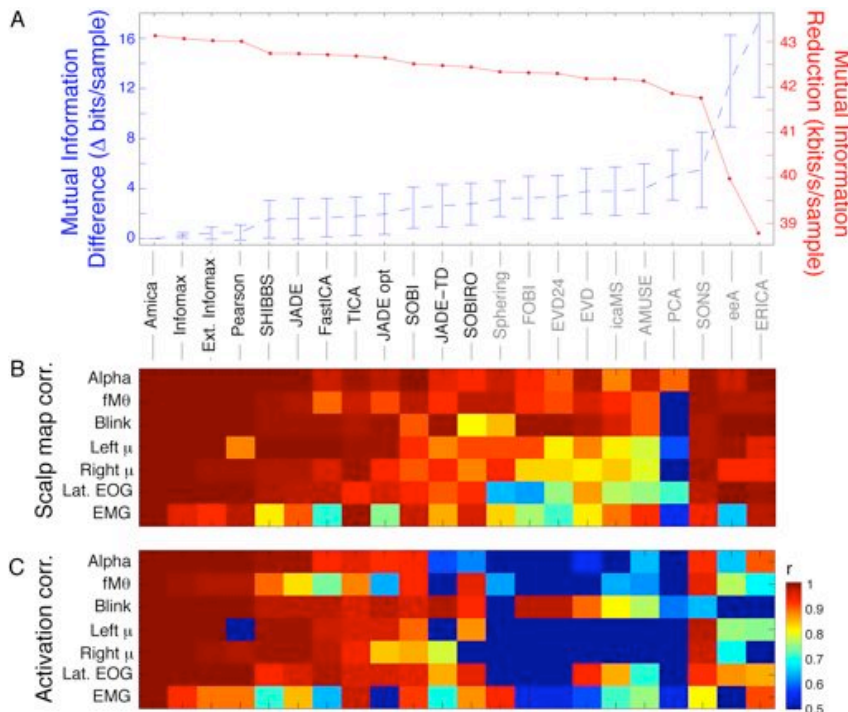 A
Mutual Information
Difference (Δ bits/sample)
16
12
8
4
0
43
42
41
40
39
Mutual Information
Reduction (kbits/s/sample)
Amica
Infomax
Ext. Infomax
Pearson
SHIBBS
JADE
FastICA
TICA
JADE opt
SOBI
JADE-TD
SOBIRO
Sphering
FOBI
EVD24
EVD
icaMS
AMUSE
PCA
SONS
eeA
ERICA
B
Scalp map corr.
Alpha
fMθ
Blink
Left μ
Right μ
Lat. EOG
EMG
C
Activation corr.
Alpha
fMθ
Blink
Left μ
Right μ
Lat. EOG
EMG
r
1
0.9
0.8
0.7
0.6
0.5